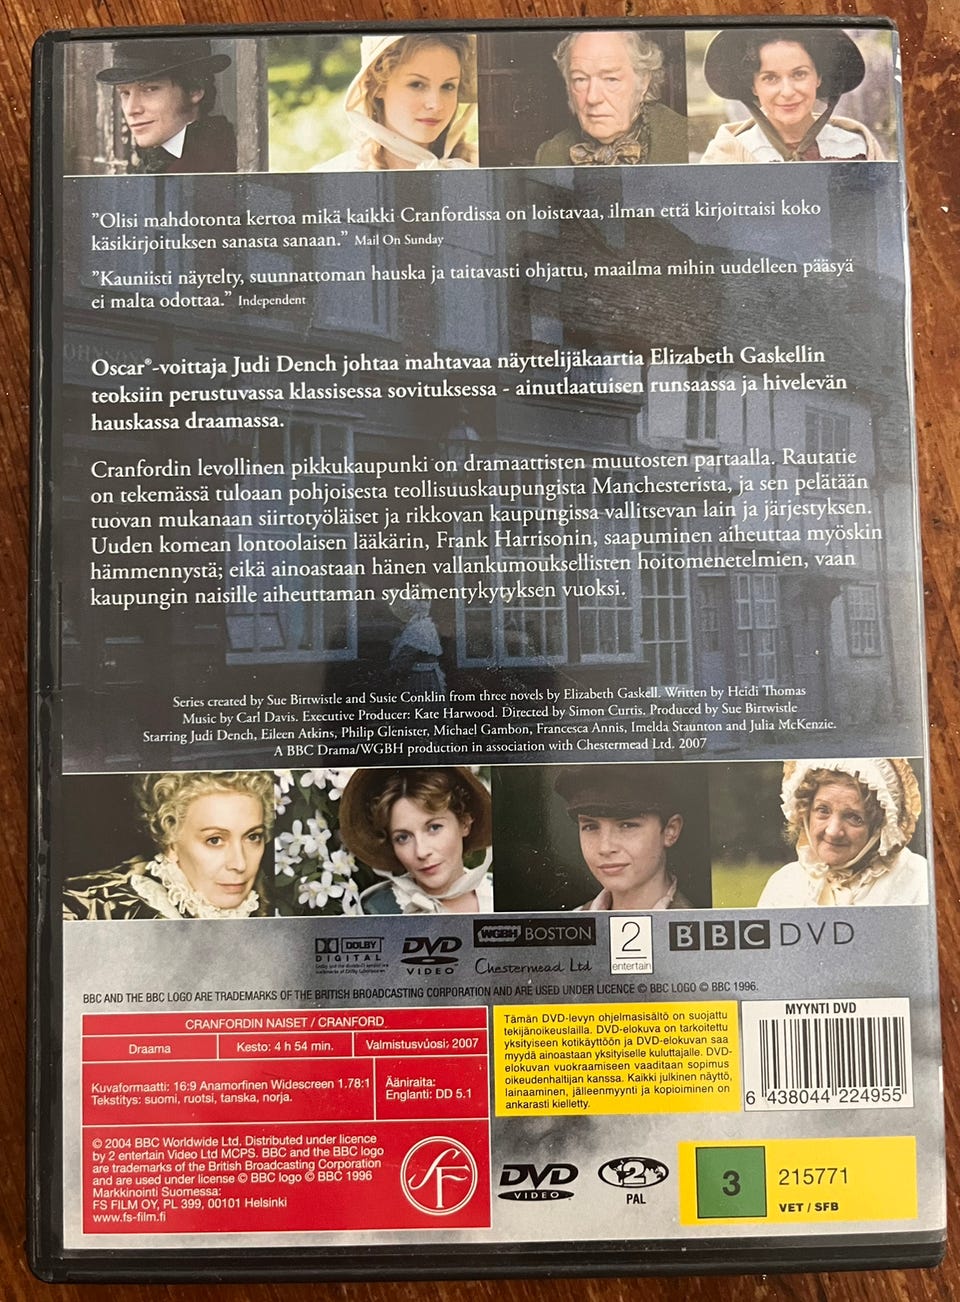 "Olisi mahdotonta kertoa mikä kaikki Cranfordissa on loistavaa, ilman että kirjoittaisi koko
käsikirjoituksen sanasta sanaan." Mail On Sunday
"Kauniisti näytelty, suunnattoman hauska ja taitavasti ohjattu, maailma mihin uudelleen pääsyä
ei malta odottaa." Independent
Oscar®-voittaja Judi Dench johtaa mahtavaa näyttelijäkaartia Elizabeth Gaskellin
teoksiin perustuvassa klassisessa sovituksessa - ainutlaatuisen runsaassa ja hivelevän
hauskassa draamassa.
Cranfordin levollinen pikkukaupunki on dramaattisten muutosten partaalla. Rautatie
on tekemässä tuloaan pohjoisesta teollisuuskaupungista Manchesterista, ja sen pelätään
tuovan mukanaan siirtotyöläiset ja rikkovan kaupungissa vallitsevan lain ja järjestyksen.
Uuden komean lontoolaisen lääkärin, Frank Harrisonin, saapuminen aiheuttaa myöskin
hämmennystä; eikä ainoastaan hänen vallankumouksellisten hoitomenetelmien, vaan
kaupungin naisille aiheuttaman sydämentykytyksen vuoksi.
Series created by Sue Birtwistle and Susie Conklin from three novels by Elizabeth Gaskell. Written by Heidi Thomas
Music by Carl Davis. Executive Producer: Kate Harwood. Directed by Simon Curtis. Produced by Sue Birtwistle
Starring Judi Dench, Eileen Atkins, Philip Glenister, Michael Gambon, Francesca Annis, Imelda Staunton and Julia McKenzie.
A BBC Drama/WGBH production in association with Chestermead Ltd. 2007
DOLBY
DIGITAL
DVD
VIDEO
WGBH BOSTON
Chestermead Ltd
2
entertain
BBC DVD
BBC AND THE BBC LOGO ARE TRADEMARKS OF THE BRITISH BROADCASTING CORPORATION AND ARE USED UNDER LICENCE © BBC LOGO © BBC 1996.
CRANFORDIN NAISET / CRANFORD
Draama
Kesto: 4 h 54 min.
Valmistusvuosi: 2007
Kuvaformaatti: 16:9 Anamorfinen Widescreen 1.78:1
Tekstitys: suomi, ruotsi, tanska, norja.
Ääniraita:
Englanti: DD 5.1
© 2004 BBC Worldwide Ltd. Distributed under licence
by 2 entertain Video Ltd MCPS. BBC and the BBC logo
are trademarks of the British Broadcasting Corporation
and are used under license © BBC logo © BBC 1996
Markkinointi Suomessa:
FS FILM OY, PL 399, 00101 Helsinki
www.fs-film.fi
SF
Tämän DVD-levyn ohjelmasisältö on suojattu
tekijänoikeuslailla. DVD-elokuva on tarkoitettu
yksityiseen kotikäyttöön ja DVD-elokuvan saa
myydä ainoastaan yksityiselle kuluttajalle. DVD-
elokuvan vuokraamiseen vaaditaan sopimus
oikeudenhaltijan kanssa. Kaikki julkinen näyttö,
lainaaminen, jälleenmyynti ja kopioiminen on
ankarasti kielletty.
MYYNTI DVD
6 438044 224955
DVD
VIDEO
2
PAL
3
215771
VET / SFB